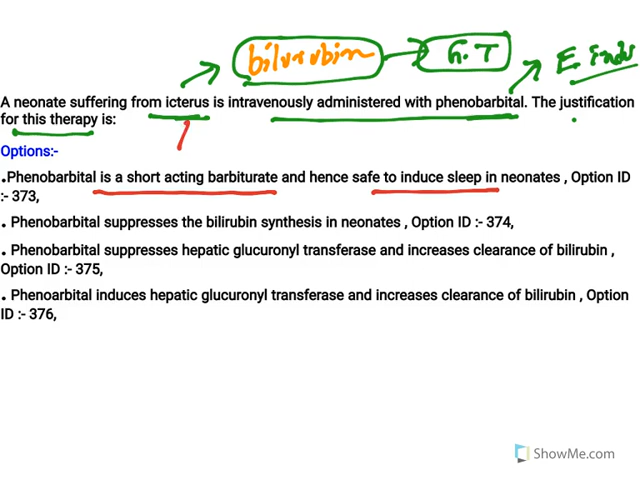 bilirubin G.T E. indu
A neonate suffering from icterus is intravenously administered with phenobarbital. The justification
for this therapy is:
Options:-
.Phenobarbital is a short acting barbiturate and hence safe to induce sleep in neonates , Option ID
:- 373,
. Phenobarbital suppresses the bilirubin synthesis in neonates , Option ID :- 374,
. Phenobarbital suppresses hepatic glucuronyl transferase and increases clearance of bilirubin ,
Option ID :- 375,
. Phenoarbital induces hepatic glucuronyl transferase and increases clearance of bilirubin , Option
ID :- 376,
ShowMe.com